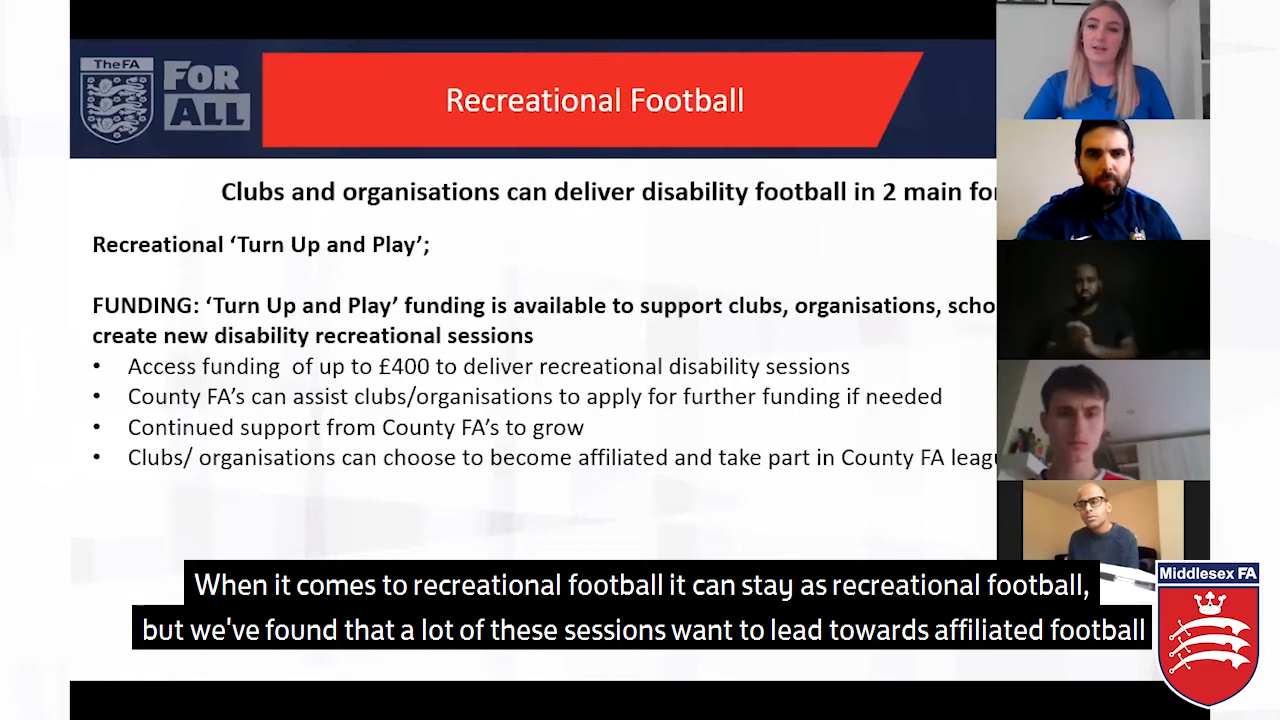 TheFA
FOR
ALL
Recreational Football
Clubs and organisations can deliver disability football in 2 main
Recreational ‘Turn Up and Play’;
FUNDING: ‘Turn Up and Play’ funding is available to support clubs, organisations,
create new disability recreational sessions
• Access funding of up to £400 to deliver recreational disability sessions
• County FA’s can assist clubs/organisations to apply for further funding if needed
• Continued support from County FA’s to grow
• Clubs/ organisations can choose to become affiliated and take part in County FA
When it comes to recreational football it can stay as recreational football,
but we've found that a lot of these sessions want to lead towards affiliated football
Middlesex FA